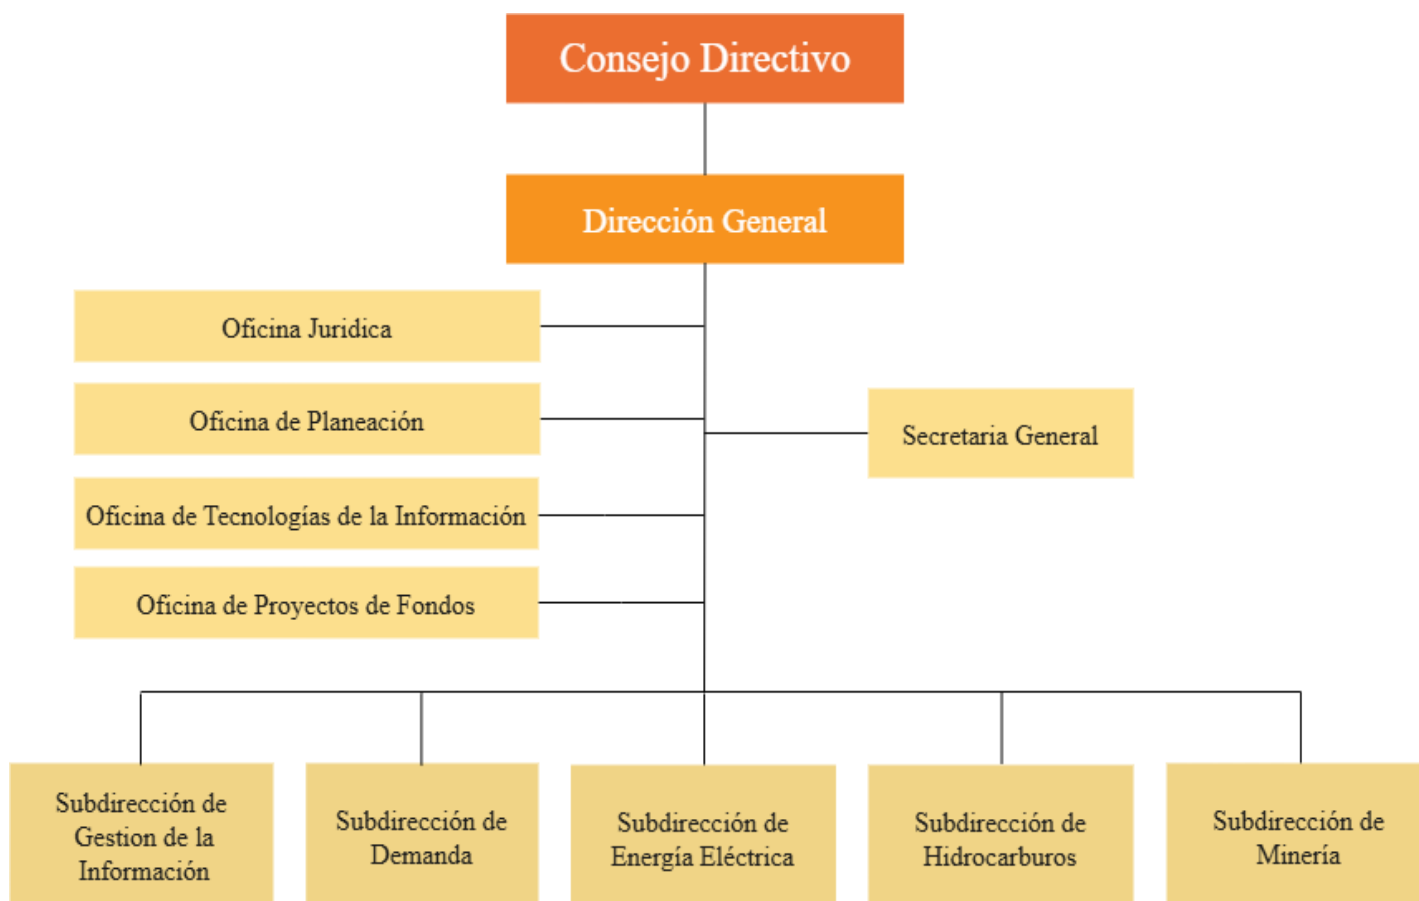 Consejo Directivo
Dirección General
Oficina Juridica
Oficina de Planeación
Secretaria General
Oficina de Tecnologías de la Información
Oficina de Proyectos de Fondos
Subdirección de
Gestion de la
Información
Subdirección de
Demanda
Subdirección de
Energía Eléctrica
Subdirección de
Hidrocarburos
Subdirección de
Minería